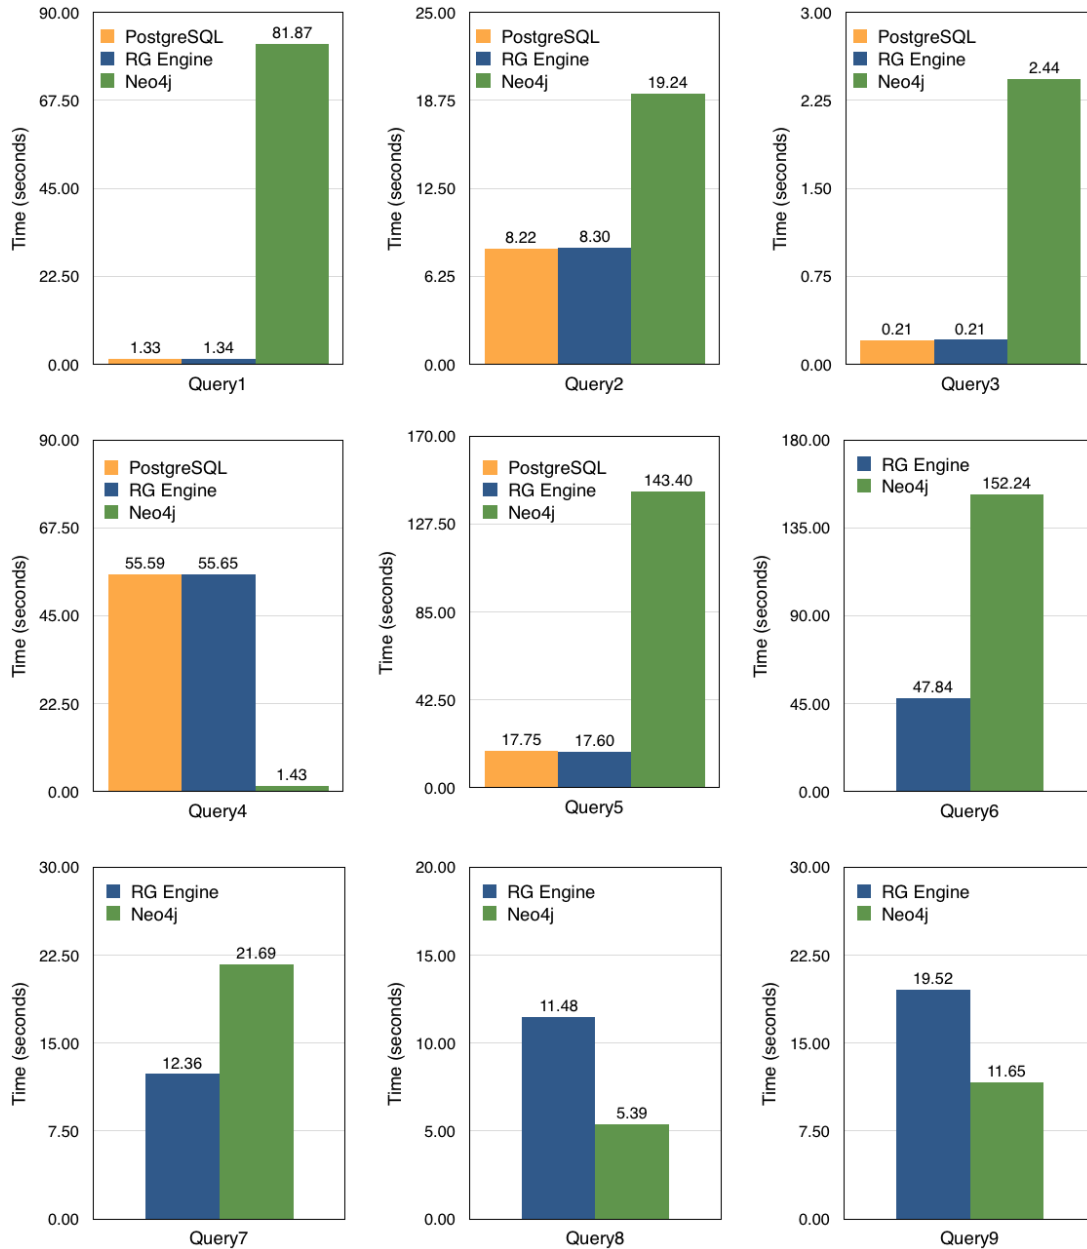 90.00
PostgreSQL
RG Engine
Neo4j
81.87
67.50
45.00
22.50
1.33
1.34
0.00
Time (seconds)
Query1
25.00
PostgreSQL
RG Engine
Neo4j
19.24
18.75
12.50
8.22
8.30
6.25
0.00
Time (seconds)
Query2
3.00
PostgreSQL
RG Engine
Neo4j
2.44
2.25
1.50
0.75
0.21
0.21
0.00
Time (seconds)
Query3
90.00
PostgreSQL
RG Engine
Neo4j
67.50
55.59
55.65
45.00
22.50
1.43
0.00
Time (seconds)
Query4
170.00
PostgreSQL
RG Engine
Neo4j
143.40
127.50
85.00
42.50
17.75
17.60
0.00
Time (seconds)
Query5
180.00
RG Engine
Neo4j
152.24
135.00
90.00
47.84
45.00
0.00
Time (seconds)
Query6
30.00
RG Engine
Neo4j
22.50
21.69
15.00
12.36
7.50
0.00
Time (seconds)
Query7
20.00
RG Engine
Neo4j
15.00
11.48
10.00
5.39
5.00
0.00
Time (seconds)
Query8
30.00
RG Engine
Neo4j
22.50
19.52
15.00
11.65
7.50
0.00
Time (seconds)
Query9